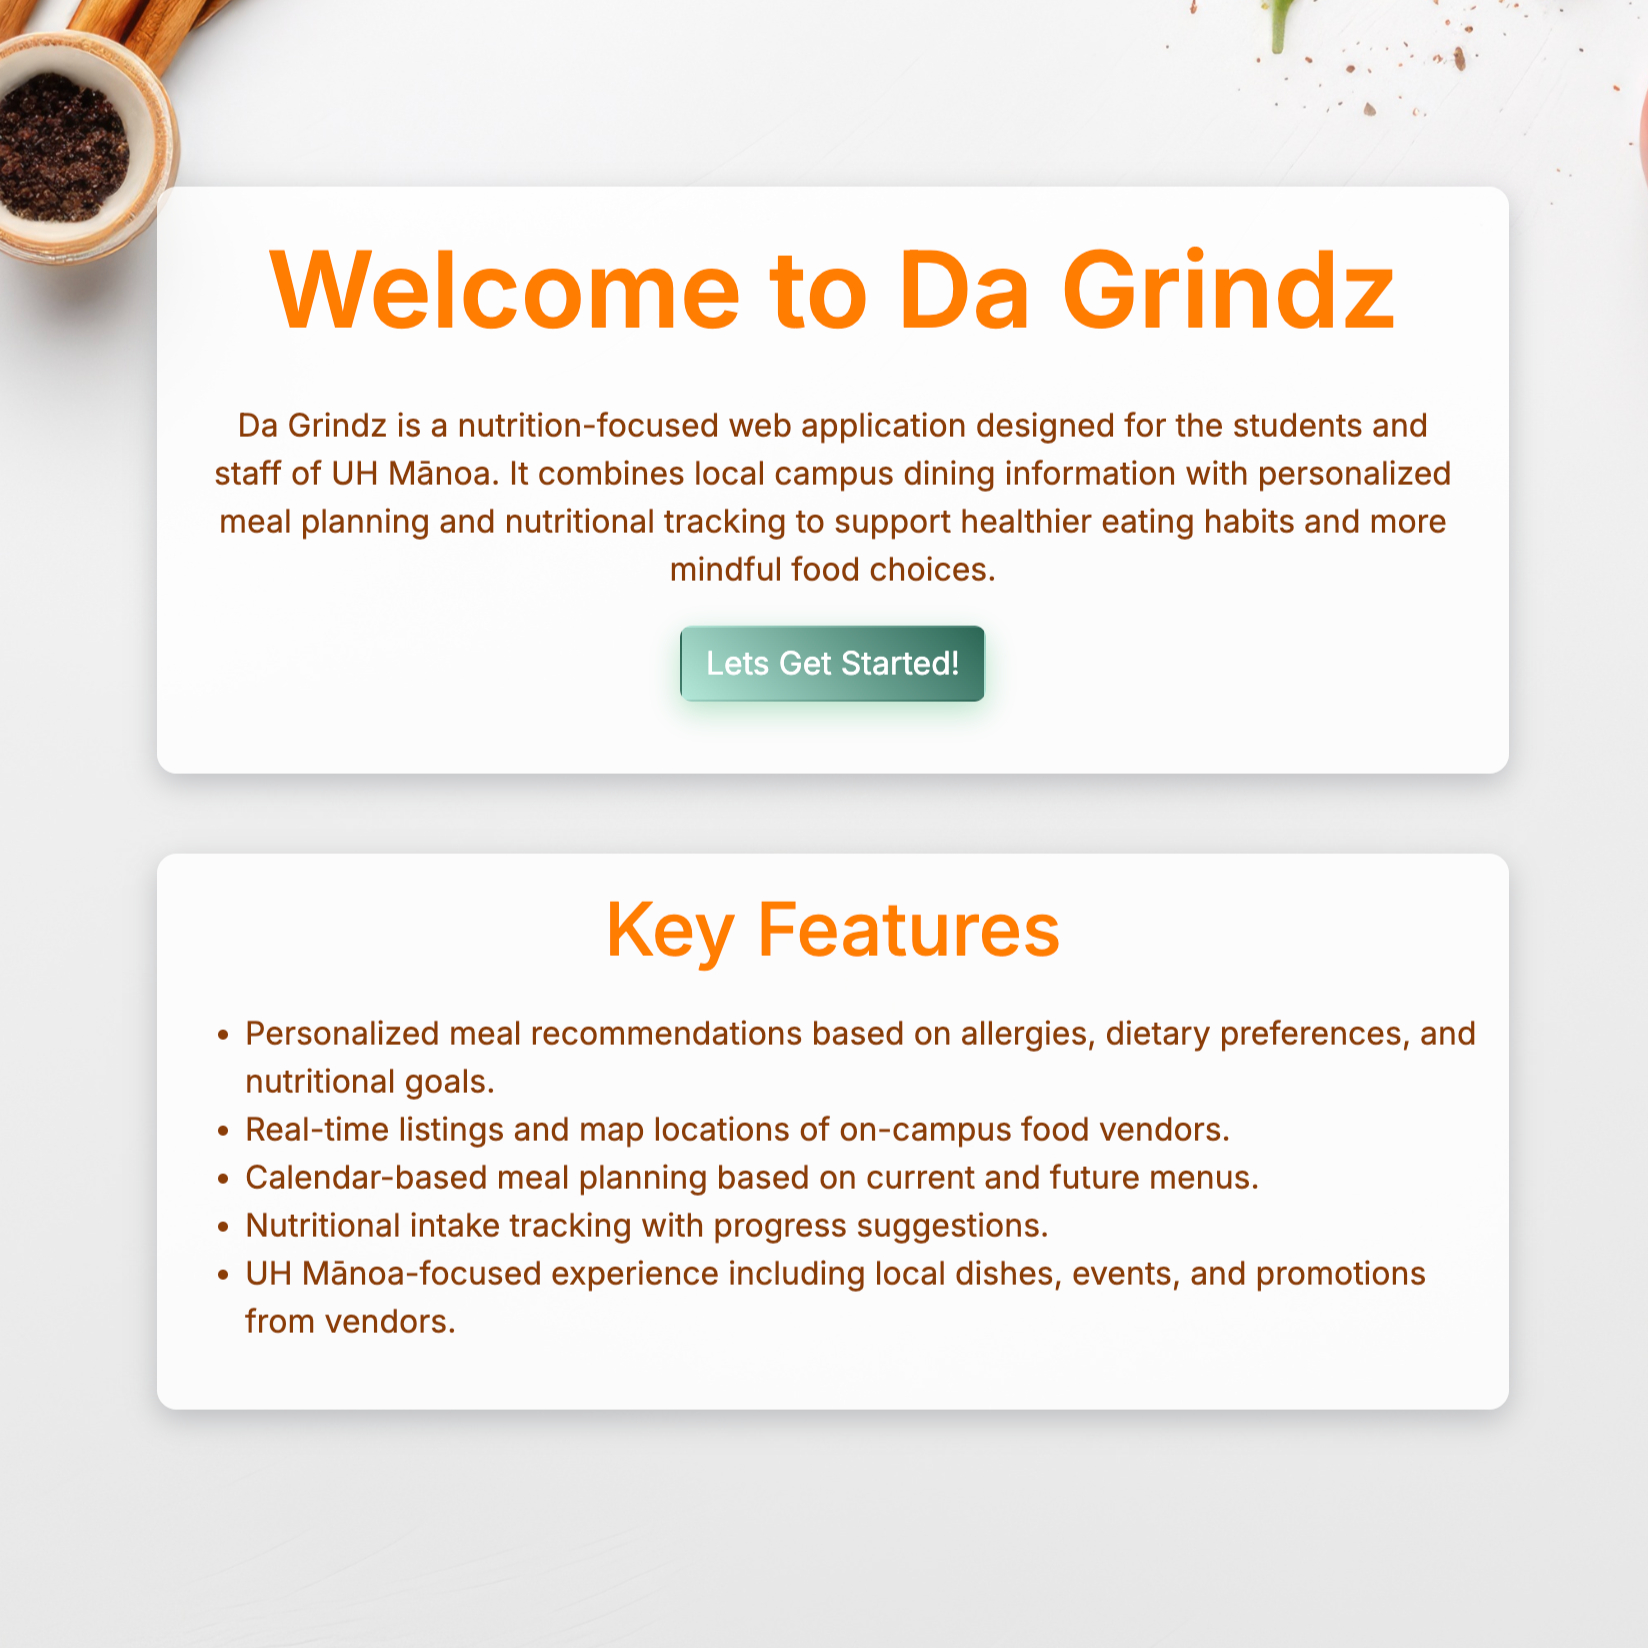 Welcome to Da Grindz
Da Grindz is a nutrition-focused web application designed for the students and
staff of UH Mānoa. It combines local campus dining information with personalized
meal planning and nutritional tracking to support healthier eating habits and more
mindful food choices.
Lets Get Started!
Key Features
• Personalized meal recommendations based on allergies, dietary preferences, and
nutritional goals.
• Real-time listings and map locations of on-campus food vendors.
• Calendar-based meal planning based on current and future menus.
• Nutritional intake tracking with progress suggestions.
• UH Mānoa-focused experience including local dishes, events, and promotions
from vendors.